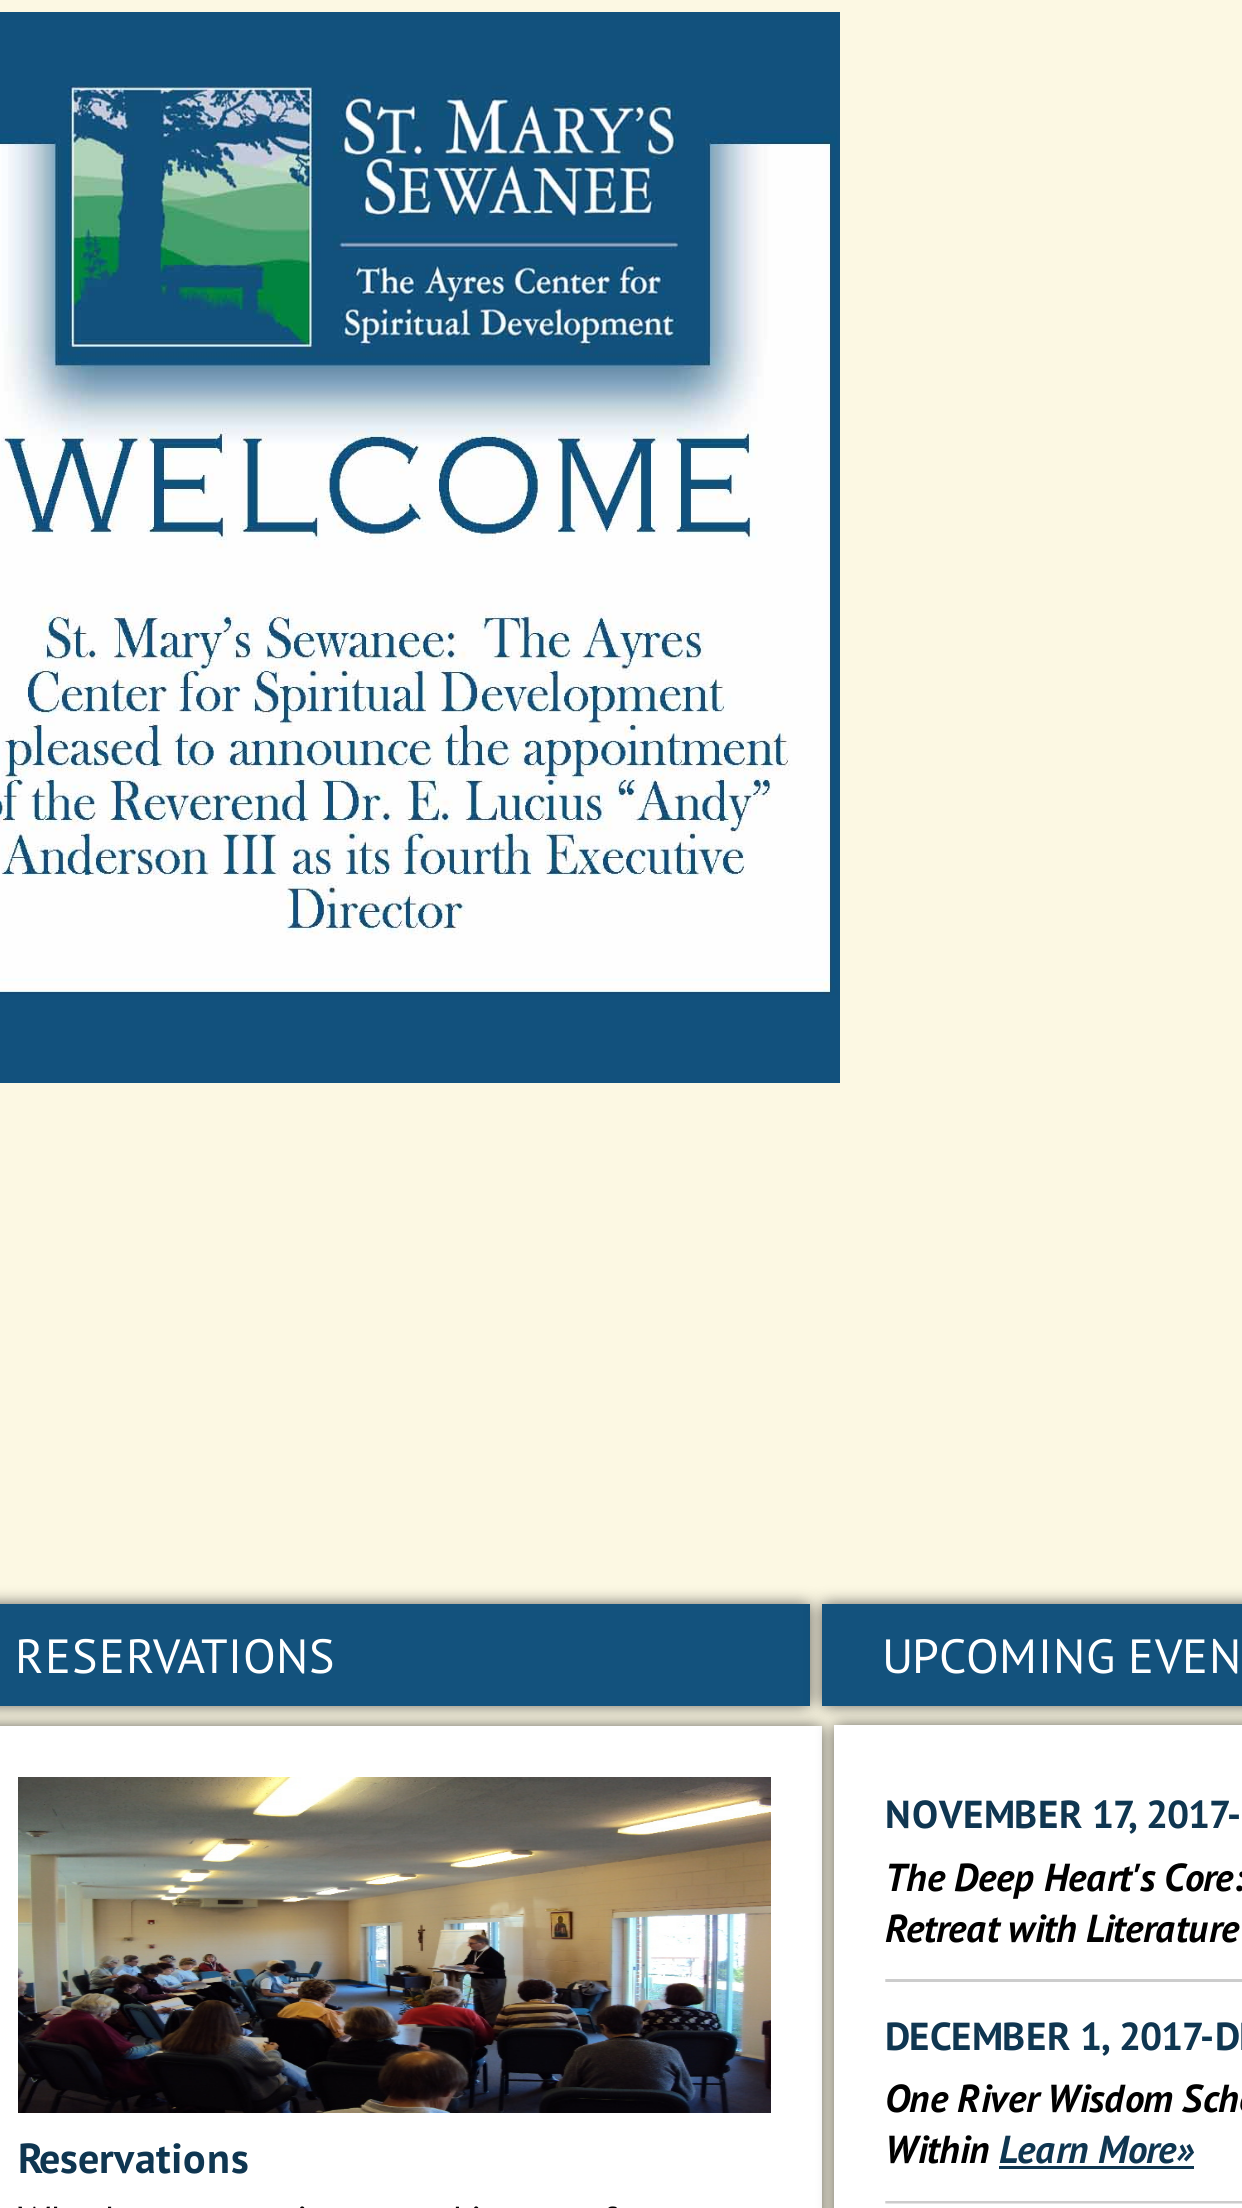 ST. MARY'S
SEWANEE
The Ayres Center for
Spiritual Development
WELCOME
St. Mary's Sewanee: The Ayres
Center for Spiritual Development
pleased to announce the appointment
of the Reverend Dr. E. Lucius “Andy”
Anderson III as its fourth Executive
Director
RESERVATIONS
Reservations
UPCOMING EVEN
NOVEMBER 17, 2017-
The Deep Heart's Core:
Retreat with Literature
DECEMBER 1, 2017-D
One River Wisdom Scho
Within Learn More»